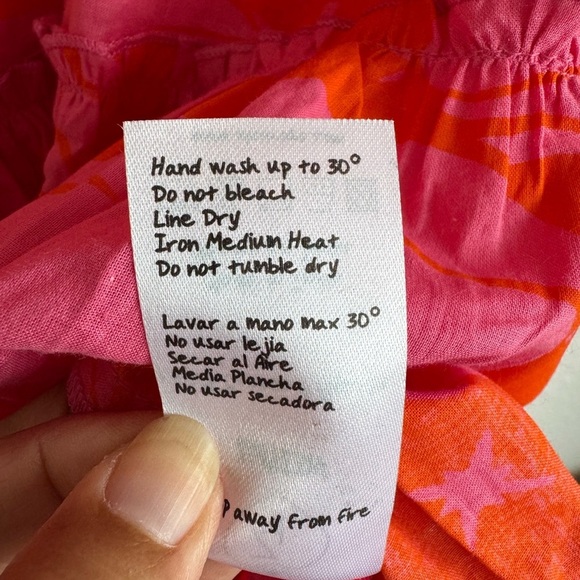 Hand wash up to 30°
Do not bleach
Line Dry
Iron Medium Heat
Do not tumble dry
Lavar a mano max 30°
No usar lejia
Secar al Aire
Media Plancha
No usar secadora
away from fire